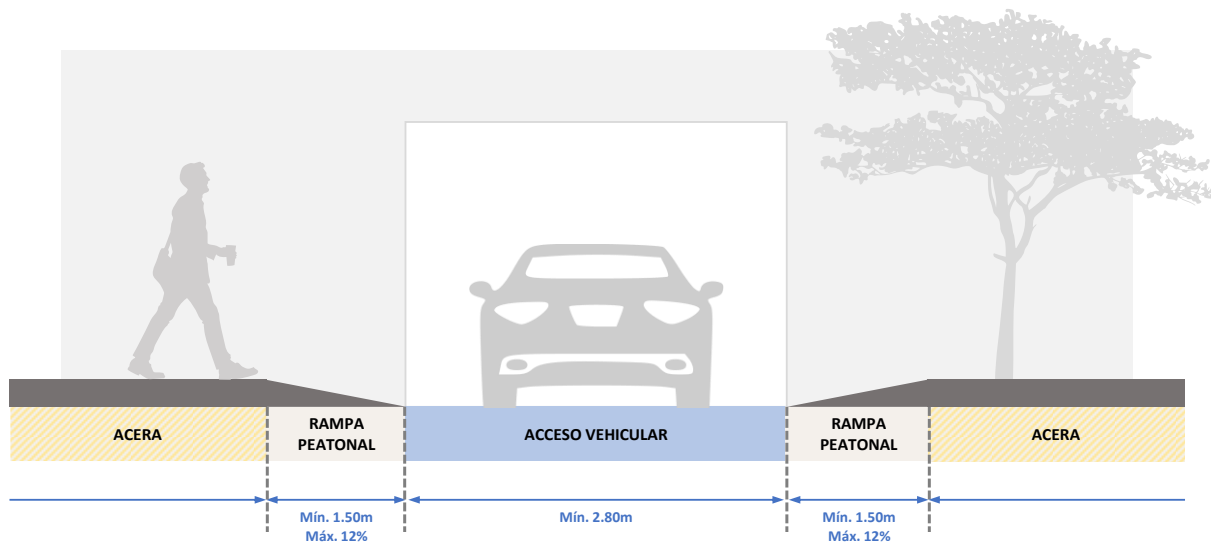 ACERA
RAMPA
PEATONAL
ACCESO VEHICULAR
RAMPA
PEATONAL
ACERA
Mín. 1.50m
Máx. 12%
Mín. 2.80m
Mín. 1.50m
Máx. 12%